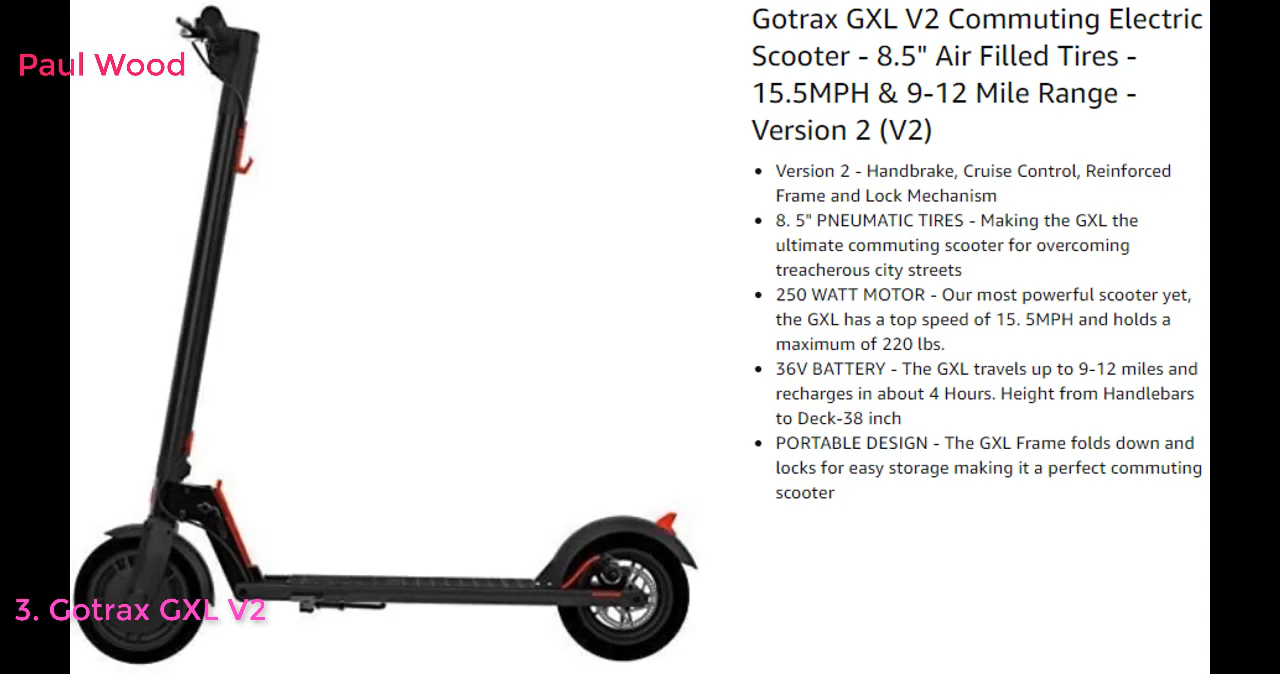 Paul Wood
Gotrax GXL V2 Commuting Electric
Scooter - 8.5" Air Filled Tires -
15.5MPH & 9-12 Mile Range -
Version 2 (V2)
Version 2 - Handbrake, Cruise Control, Reinforced
Frame and Lock Mechanism
8. 5" PNEUMATIC TIRES - Making the GXL the
ultimate commuting scooter for overcoming
treacherous city streets
250 WATT MOTOR - Our most powerful scooter yet,
the GXL has a top speed of 15. 5MPH and holds a
maximum of 220 lbs.
36V BATTERY - The GXL travels up to 9-12 miles and
recharges in about 4 Hours. Height from Handlebars
to Deck-38 inch
PORTABLE DESIGN - The GXL Frame folds down and
locks for easy storage making it a perfect commuting
scooter
3. Gotrax GXL V2